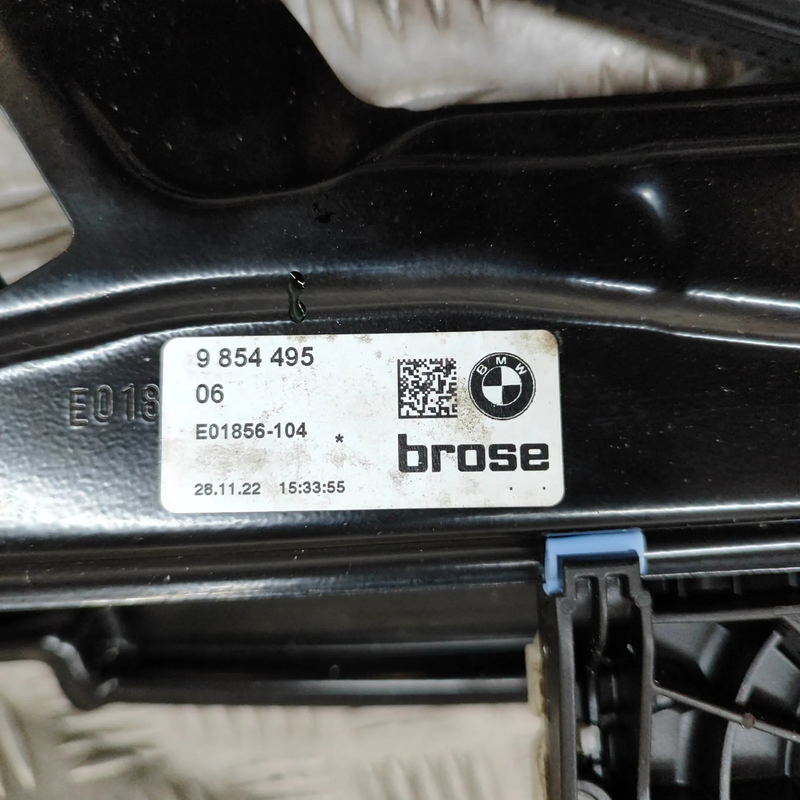 9 854 495
06
E01856-104 *
BMW
brose
28.11.22 15:33:55
E018